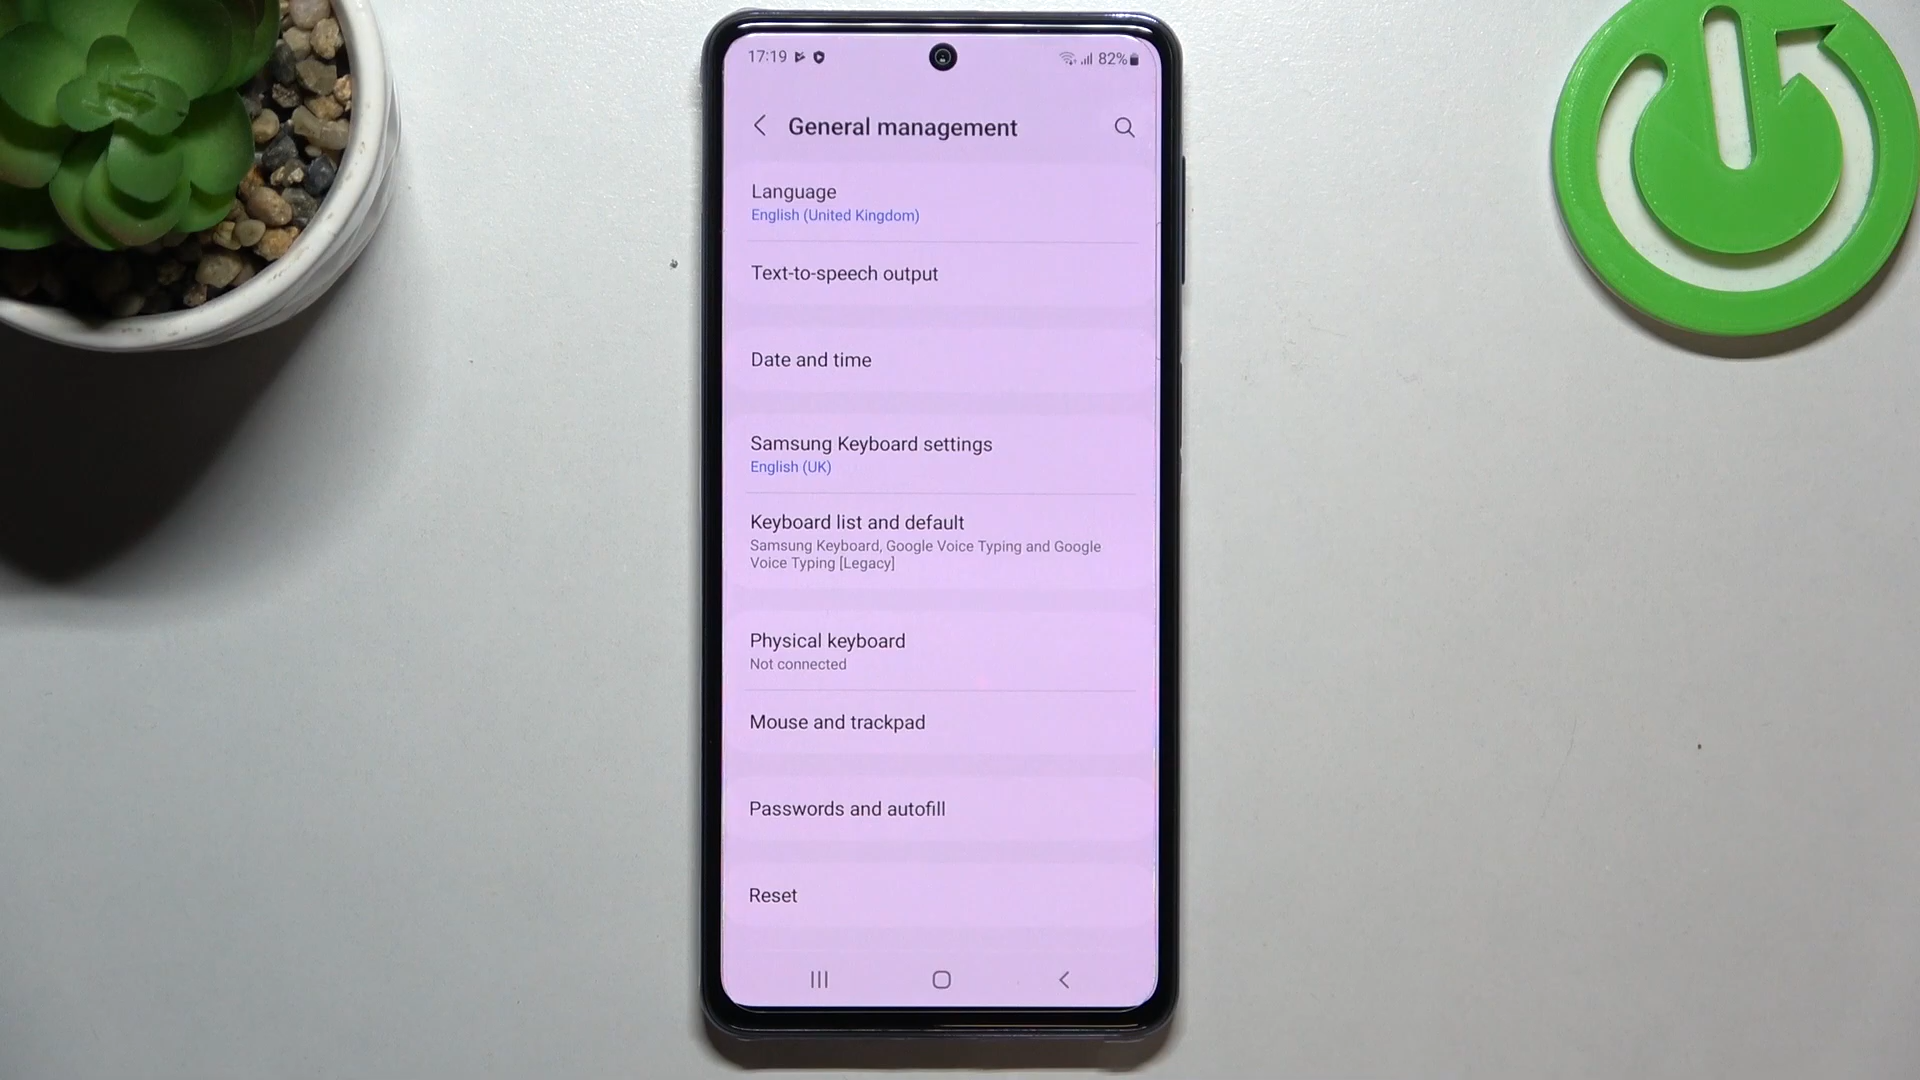 17:19
82%
General management
Language
English (United Kingdom)
Text-to-speech output
Date and time
Samsung Keyboard settings
English (UK)
Keyboard list and default
Samsung Keyboard, Google Voice Typing and Google
Voice Typing [Legacy]
Physical keyboard
Not connected
Mouse and trackpad
Passwords and autofill
Reset